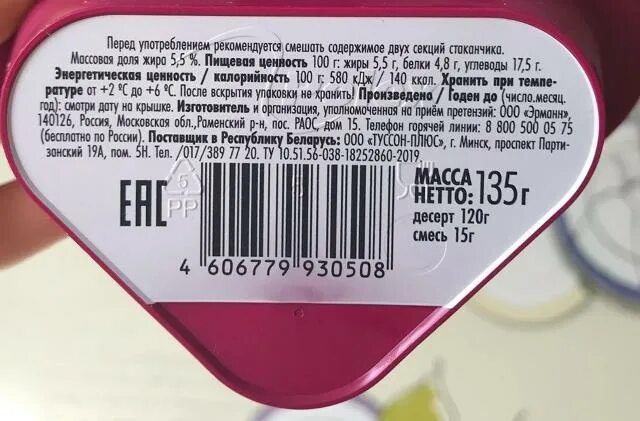 Перед употреблением рекомендуется смешать содержимое двух секций стаканчика.
Массовая доля жира 5,5 %. Пищевая ценность 100 г: жиры 5,5 г, белки 4,8 г, углеводы 17,5 г.
Энергетическая ценность / калорийность 100 г: 580 кДж/ 140 ккал. Хранить при темпе-
ратуре от +2 °С до +6 °С. После вскрытия упаковки не хранить! Произведено / Годен до (число.месяц.
год): смотри дату на крышке. Изготовитель и организация, уполномоченная на приём претензий: ООО «Эрманн»,
140126, Россия, Московская обл.,Раменский р-н, пос. РАОС, дом 15. Телефон горячей линии: 8 800 500 05 75
(бесплатно по России). Поставщик в Республику Беларусь: ООО «ТУССОН-ПЛЮС», г. Минск, проспект Парти-
занский 19А, пом. 5Н. Тел. /017/389 77 20. ТУ 10.51.56-038-18252860-2019.
ЕАС
5
PP
МАССА
НЕТТО: 135г
десерт 120г
смесь 15г
4 606779 930508